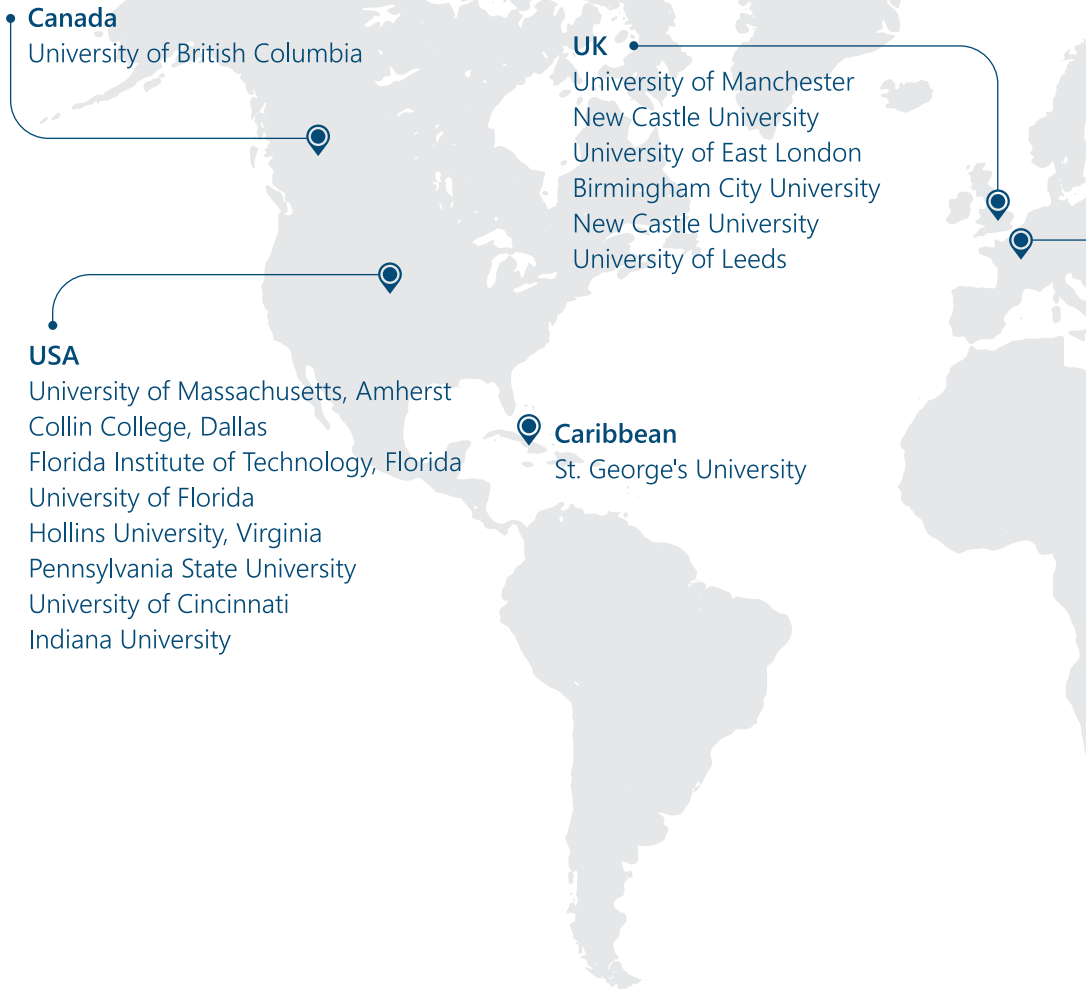 Canada
University of British Columbia
UK
University of Manchester
New Castle University
University of East London
Birmingham City University
New Castle University
University of Leeds
USA
University of Massachusetts, Amherst
Collin College, Dallas
Florida Institute of Technology, Florida
University of Florida
Hollins University, Virginia
Pennsylvania State University
University of Cincinnati
Indiana University
Caribbean
St. George's University